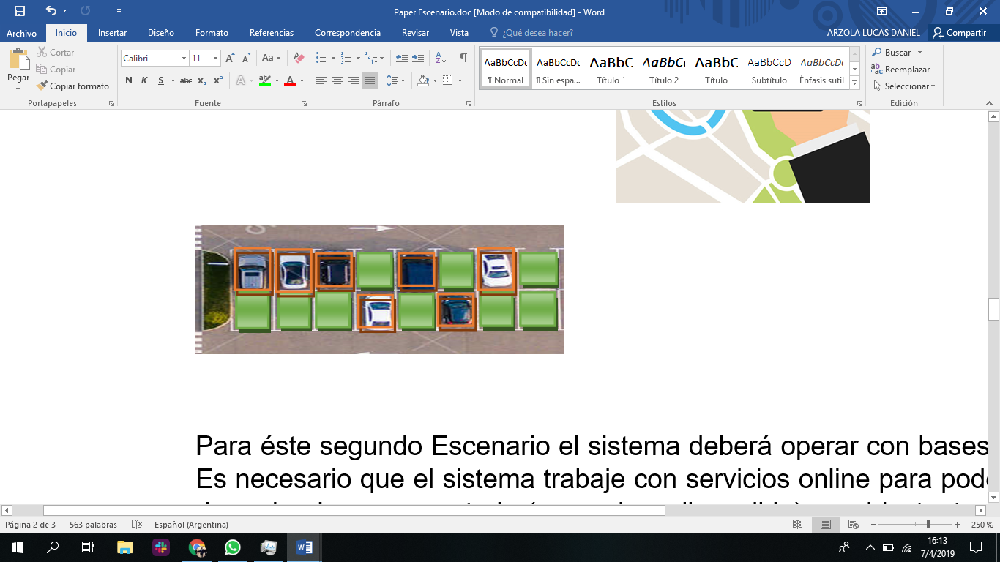 Paper Escenario.doc [Modo de compatibilidad] - Word
Archivo Inicio Insertar Diseño Formato Referencias Correspondencia Revisar Vista ¿Qué desea hacer? ARZOLA LUCAS DANIEL Compartir
Pegar
Cortar
Copiar
Copiar formato
Portapapeles
Calibri 11
N K S abc x₂ x²
Fuente
Párrafo
AaBbCcDc AaBbCcDc AaBbC AaBbCc AaBbC AaBbCcD AaBbCcDc
¶ Normal ¶ Sin espa... Título 1 Título 2 Título Subtítulo Énfasis sutil
Estilos
Buscar
Reemplazar
Seleccionar
Edición
Para éste segundo Escenario el sistema deberá operar con bases
Es necesario que el sistema trabaje con servicios online para pod
Página 2 de 3 563 palabras Español (Argentina) 250 %
16:13
7/4/2019